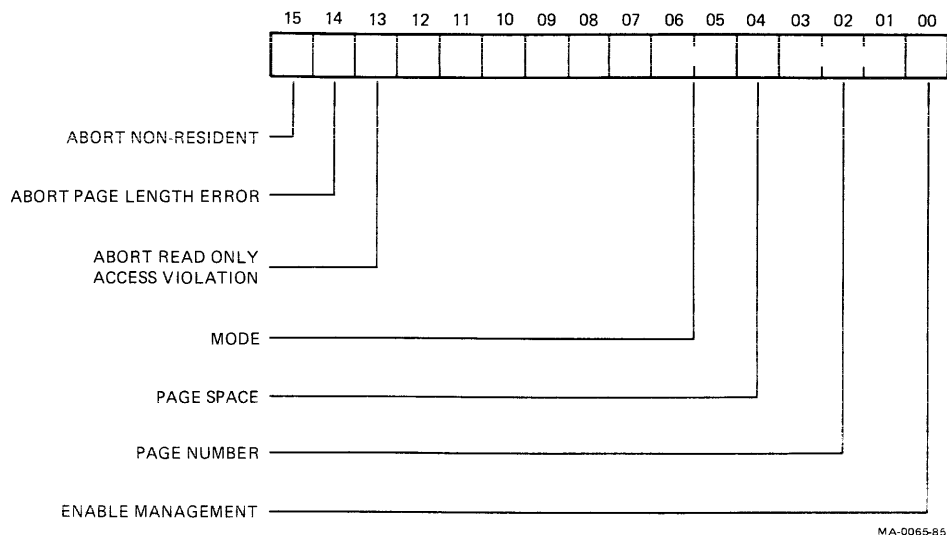 15 14 13 12 11 10 09 08 07 06 05 04 03 02 01 00
ABORT NON-RESIDENT
ABORT PAGE LENGTH ERROR
ABORT READ ONLY
ACCESS VIOLATION
MODE
PAGE SPACE
PAGE NUMBER
ENABLE MANAGEMENT
MA-0065-85